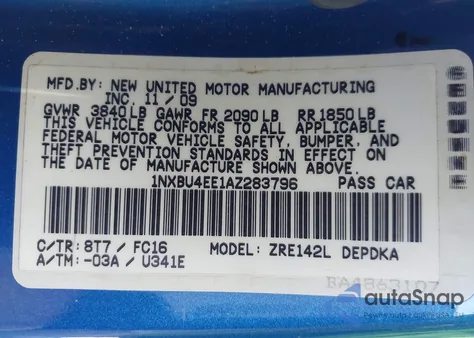 MFD.BY: NEW UNITED MOTOR MANUFACTURING
INC. 11/09
GVWR 3840LB GAWR FR 2090LB RR1850LB
THIS VEHICLE CONFORMS TO ALL APPLICABLE
FEDERAL MOTOR VEHICLE SAFETY, BUMPER, AND
THEFT PREVENTION STANDARDS IN EFFECT ON
THE DATE OF MANUFACTURE SHOWN ABOVE.
1NXBU4EE1AZ283796 PASS CAR
C/TR: 8T7 / FC16 MODEL: ZRE142L DEPDKA
A/TM: -03A / U341E
autoSnap